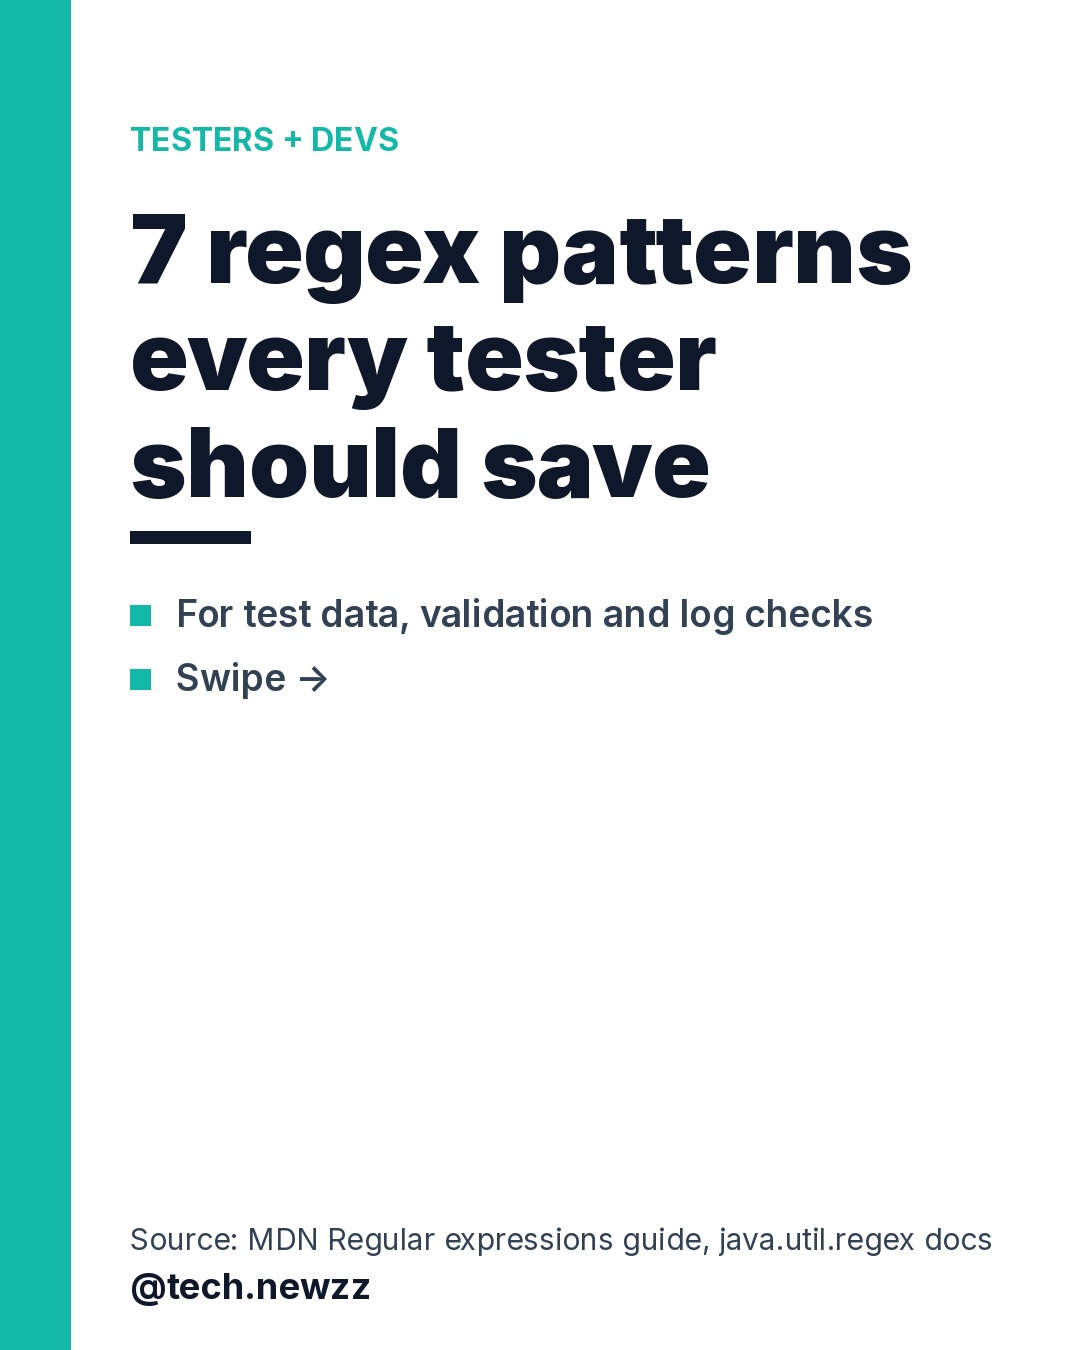 TESTERS + DEVS
7 regex patterns
every tester
should save
For test data, validation and log checks
Swipe →
Source: MDN Regular expressions guide, java.util.regex docs
@tech.newzz